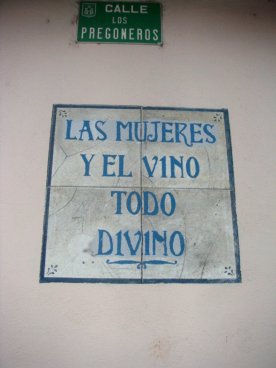 CALLE
LOS
PREGONEROS
LAS MUJERES
Y EL VINO
TODO
DIVINO